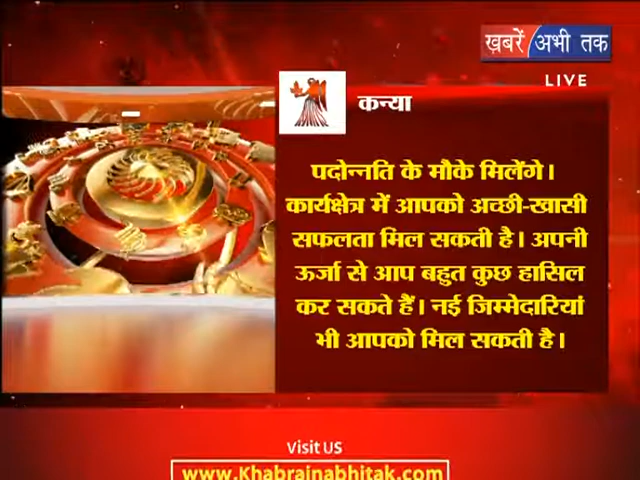 ख़बरें अभी तक
LIVE
कन्या
पदोन्नति के मौके मिलेंगे।
कार्यक्षेत्र में आपको अच्छी-खासी
सफलता मिल सकती है। अपनी
ऊर्जा से आप बहुत कुछ हासिल
कर सकते हैं। नई जिम्मेदारियां
भी आपको मिल सकती है।
Visit US
www.Khabrainabhitak.com